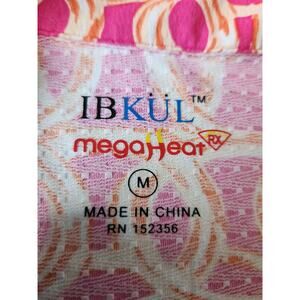 IBKÜL™
megaHeat RX
M
MADE IN CHINA
RN 152356